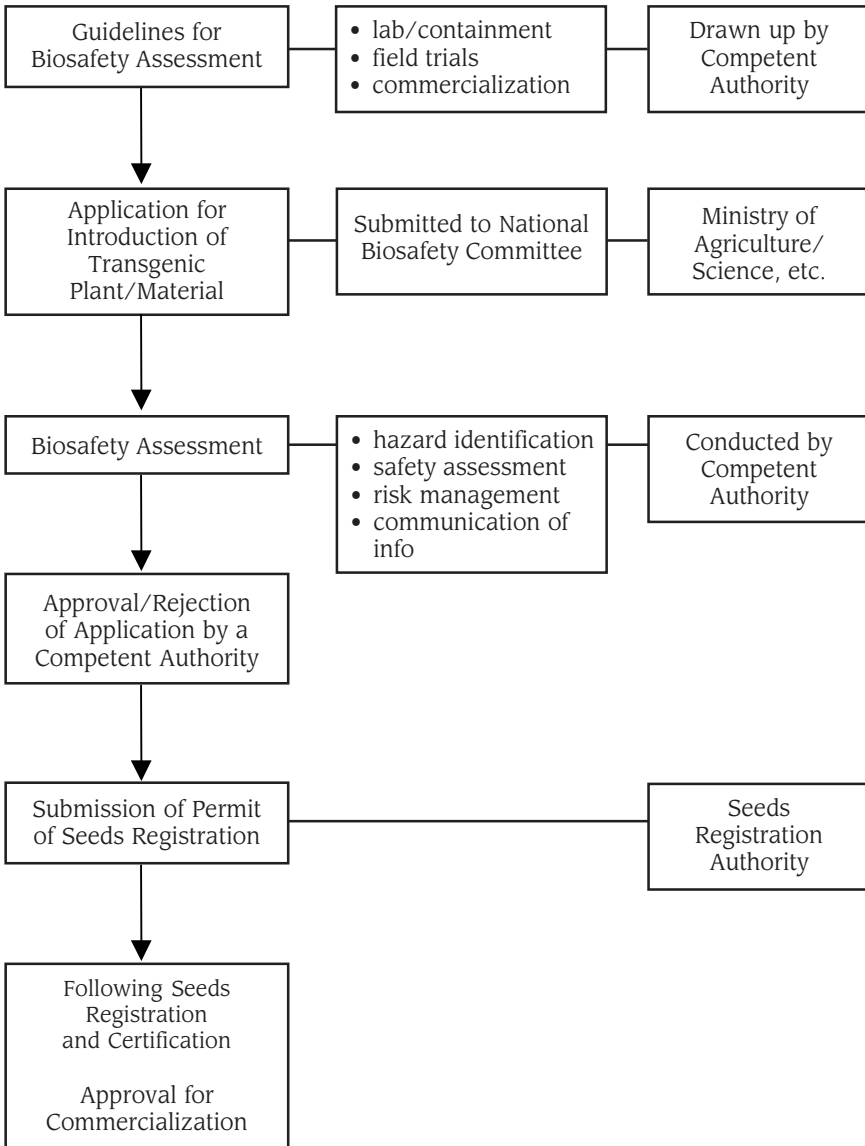 Guidelines for
Biosafety Assessment
• lab/containment
• field trials
• commercialization
Drawn up by
Competent
Authority
Application for
Introduction of
Transgenic
Plant/Material
Submitted to National
Biosafety Committee
Ministry of
Agriculture/
Science, etc.
Biosafety Assessment
• hazard identification
• safety assessment
• risk management
• communication of
info
Conducted by
Competent
Authority
Approval/Rejection
of Application by a
Competent Authority
Submission of Permit
of Seeds Registration
Seeds
Registration
Authority
Following Seeds
Registration
and Certification
Approval for
Commercialization